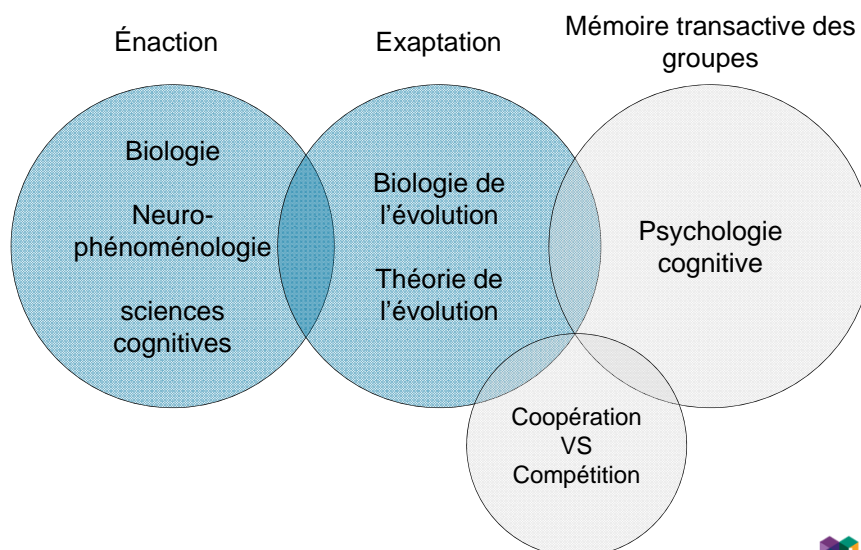 Énaction
Exaptation
Mémoire transactive des
groupes
Biologie
Neuro-
phénoménologie
sciences
cognitives
Biologie de
l'évolution
Théorie de
l'évolution
Psychologie
cognitive
Coopération
VS
Compétition